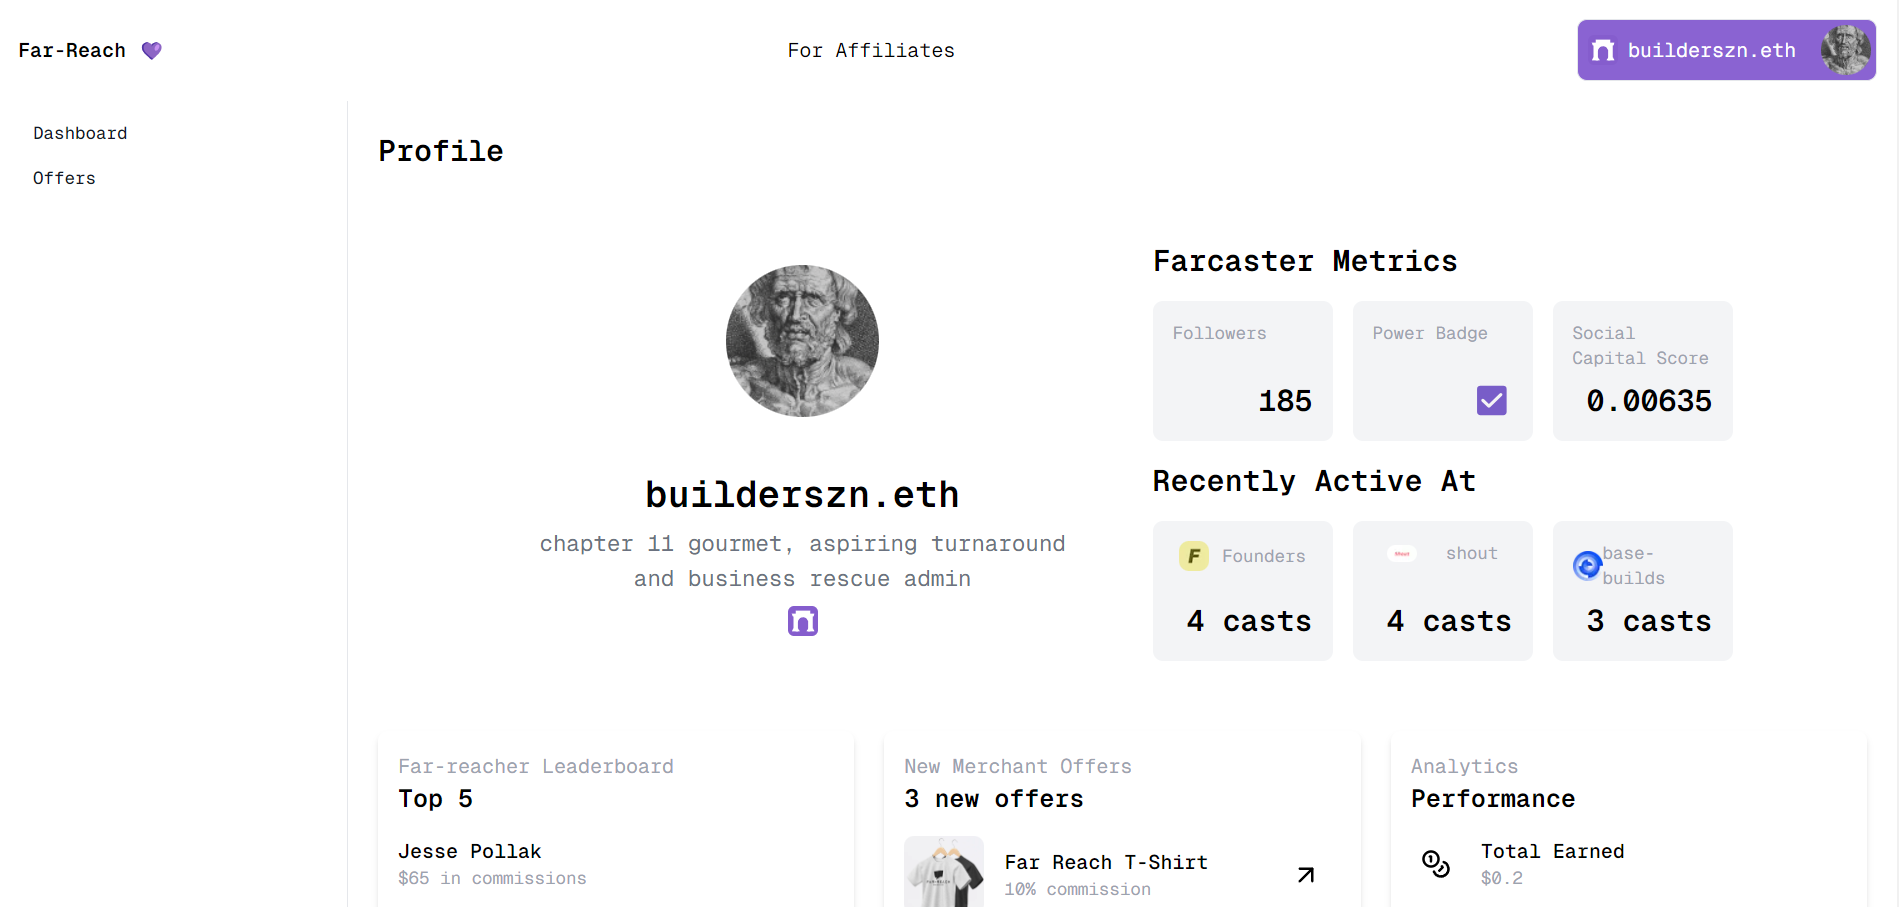 Far-Reach
For Affiliates
builderszn.eth
Dashboard
Offers
Profile
builderszn.eth
chapter 11 gourmet, aspiring turnaround
and business rescue admin
Farcaster Metrics
Followers
185
Power Badge
Social
Capital Score
0.00635
Recently Active At
F
Founders
4 casts
shout
shout
4 casts
base-
builds
3 casts
Far-reacher Leaderboard
Top 5
Jesse Pollak
$65 in commissions
New Merchant Offers
3 new offers
FAR-REACH
Far Reach T-Shirt
10% commission
Analytics
Performance
Total Earned
$0.2